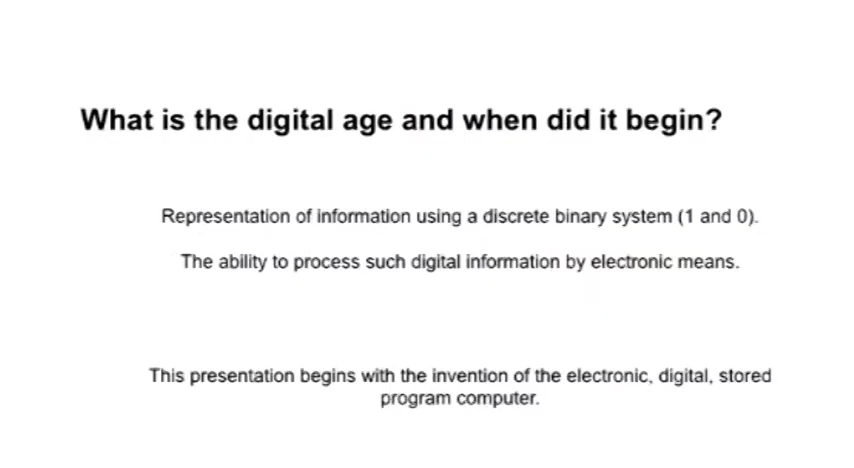 What is the digital age and when did it begin?
Representation of information using a discrete binary system (1 and 0).
The ability to process such digital information by electronic means.
This presentation begins with the invention of the electronic, digital, stored
program computer.